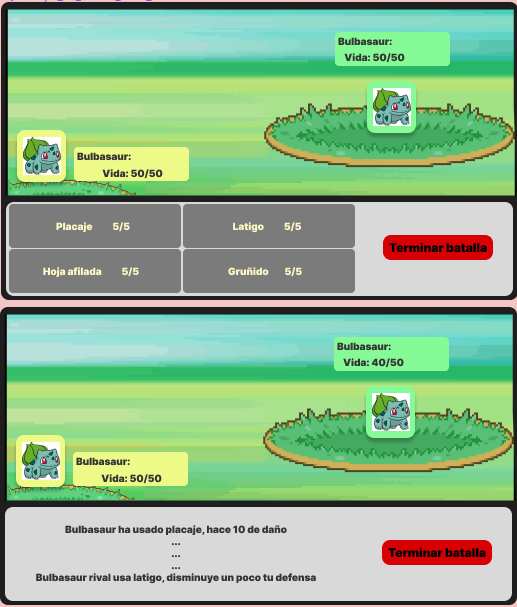 Bulbasaur:
Vida: 50/50
Bulbasaur:
Vida: 50/50
Placaje 5/5
Latigo 5/5
Hoja afilada 5/5
Gruñido 5/5
Terminar batalla
Bulbasaur:
Vida: 40/50
Bulbasaur:
Vida: 50/50
Bulbasaur ha usado placaje, hace 10 de daño
...
...
...
Bulbasaur rival usa latigo, disminuye un poco tu defensa
Terminar batalla